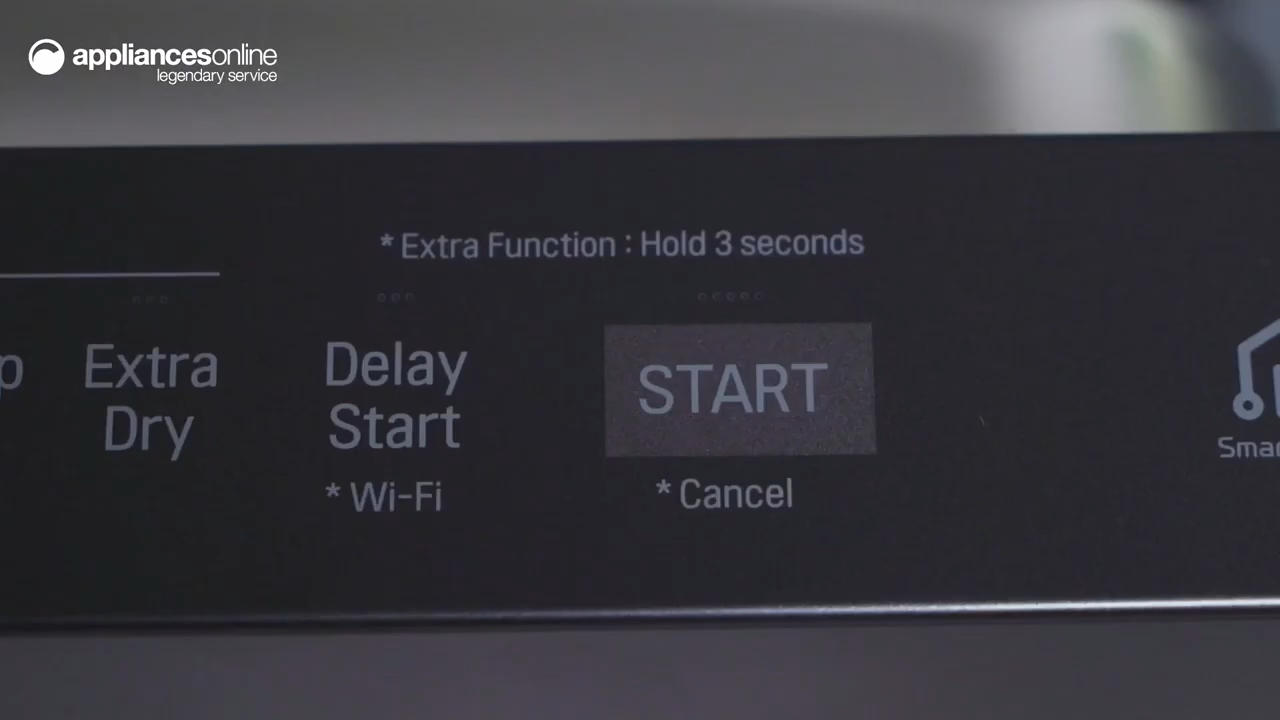 appliancesonline
legendary service
* Extra Function : Hold 3 seconds
Extra
Dry
Delay
Start
* Wi-Fi
START
* Cancel